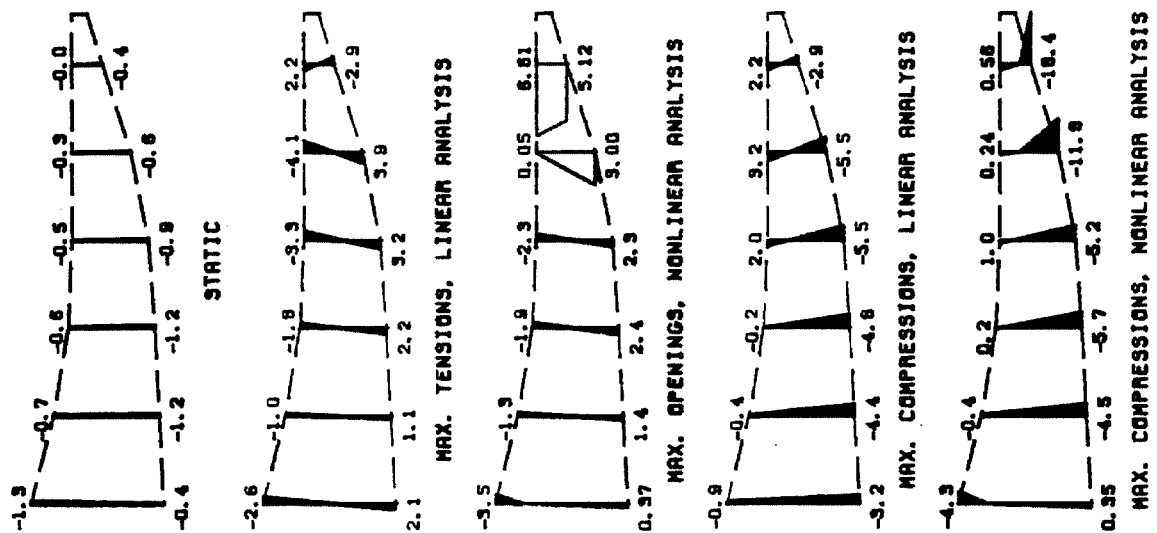 -1.3 -0.7 -0.6 -0.5 -0.3 -0.0
-0.4 -1.2 -1.2 -0.9 -0.6 -0.4
STATIC
-2.6 -1.0 -1.8 -3.3 -4.1 2.2
2.1 1.1 2.2 3.2 3.9 -2.9
MAX. TENSIONS, LINEAR ANALYSIS
-3.5 -1.3 -1.9 -2.3 0.05 6.61
0.37 1.4 2.4 2.3 3.00 5.12
MAX. OPENINGS, NONLINEAR ANALYSIS
-0.9 -0.4 -0.2 2.0 3.2 2.2
-3.2 -4.4 -4.8 -5.5 -5.5 -2.9
MAX. COMPRESSIONS, LINEAR ANALYSIS
-4.3 -0.4 0.2 1.0 0.24 0.56
0.35 -4.5 -5.7 -5.2 -11.8 -18.4
MAX. COMPRESSIONS, NONLINEAR ANALYSIS